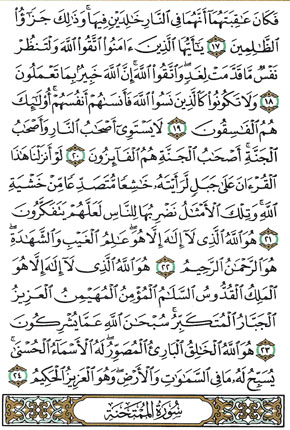 فَكَانَ عَٰقِبَتَهُمَآ أَنَّهُمَا فِي ٱلنَّارِ خَٰلِدَيْنِ فِيهَا ۚ وَذَٰلِكَ جَزَٰٓؤُا۟
ٱلظَّٰلِمِينَ ١٧ يَٰٓأَيُّهَا ٱلَّذِينَ ءَامَنُوا۟ ٱتَّقُوا۟ ٱللَّهَ وَلْتَنظُرْ
نَفْسٌ مَّا قَدَّمَتْ لِغَدٍ ۖ وَٱتَّقُوا۟ ٱللَّهَ ۚ إِنَّ ٱللَّهَ خَبِيرٌۢ بِمَا تَعْمَلُونَ
١٨ وَلَا تَكُونُوا۟ كَٱلَّذِينَ نَسُوا۟ ٱللَّهَ فَأَنسَىٰهُمْ أَنفُسَهُمْ ۚ أُو۟لَٰٓئِكَ
هُمُ ٱلْفَٰسِقُونَ ١٩ لَا يَسْتَوِىٓ أَصْحَٰبُ ٱلنَّارِ وَأَصْحَٰبُ
ٱلْجَنَّةِ ۚ أَصْحَٰبُ ٱلْجَنَّةِ هُمُ ٱلْفَآئِزُونَ ٢٠ لَوْ أَنزَلْنَا هَٰذَا
ٱلْقُرْءَانَ عَلَىٰ جَبَلٍ لَّرَأَيْتَهُۥ خَٰشِعًا مُّتَصَدِّعًا مِّنْ خَشْيَةِ
ٱللَّهِ ۚ وَتِلْكَ ٱلْأَمْثَٰلُ نَضْرِبُهَا لِلنَّاسِ لَعَلَّهُمْ يَتَفَكَّرُونَ
٢١ هُوَ ٱللَّهُ ٱلَّذِى لَآ إِلَٰهَ إِلَّا هُوَ ۖ عَٰلِمُ ٱلْغَيْبِ وَٱلشَّهَٰدَةِ ۖ
هُوَ ٱلرَّحْمَٰنُ ٱلرَّحِيمُ ٢٢ هُوَ ٱللَّهُ ٱلَّذِى لَآ إِلَٰهَ إِلَّا هُوَ
ٱلْمَلِكُ ٱلْقُدُّوسُ ٱلسَّلَٰمُ ٱلْمُؤْمِنُ ٱلْمُهَيْمِنُ ٱلْعَزِيزُ
ٱلْجَبَّارُ ٱلْمُتَكَبِّرُ ۚ سُبْحَٰنَ ٱللَّهِ عَمَّا يُشْرِكُونَ
٢٣ هُوَ ٱللَّهُ ٱلْخَٰلِقُ ٱلْبَارِئُ ٱلْمُصَوِّرُ ۖ لَهُ ٱلْأَسْمَآءُ ٱلْحُسْنَىٰ ۚ
يُسَبِّحُ لَهُۥ مَا فِى ٱلسَّمَٰوَٰتِ وَٱلْأَرْضِ ۖ وَهُوَ ٱلْعَزِيزُ ٱلْحَكِيمُ ٢٤
سُورَةُ ٱلْمُمْتَحَنَةِ